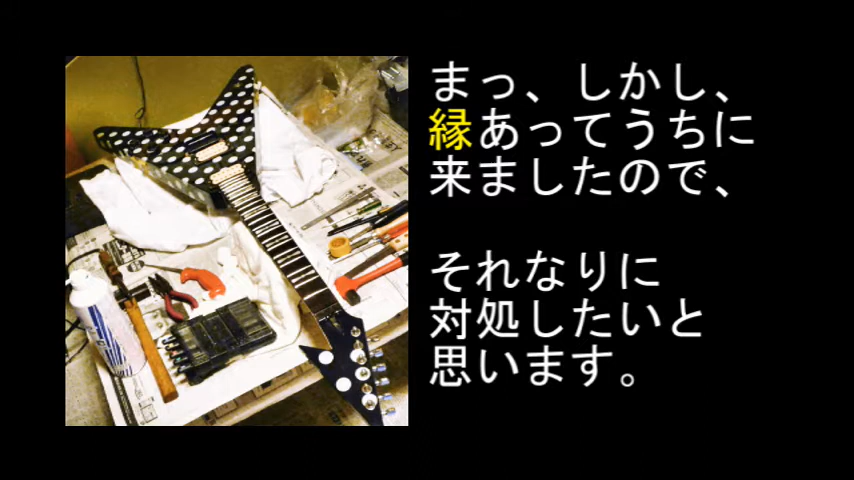 まっ、しかし、
縁あってうちに
来ましたので、
それなりに
対処したいと
思います。